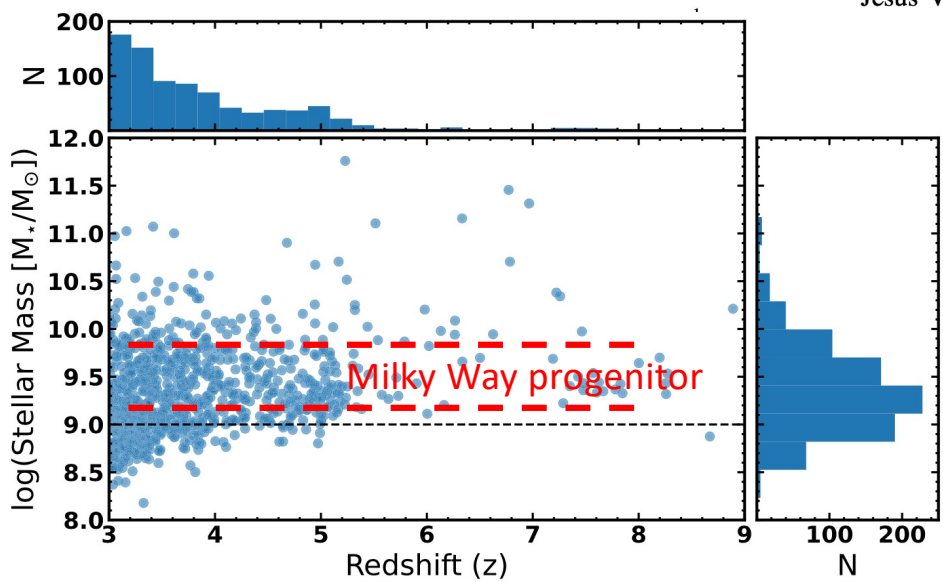 Jesus V
200
100
N
12.0
11.5
11.0
10.5
10.0
9.5
9.0
8.5
8.0
log(Stellar Mass [M⋆/M⊙])
Milky Way progenitor
3 4 5 6 7 8 9
Redshift (z)
100 200
N